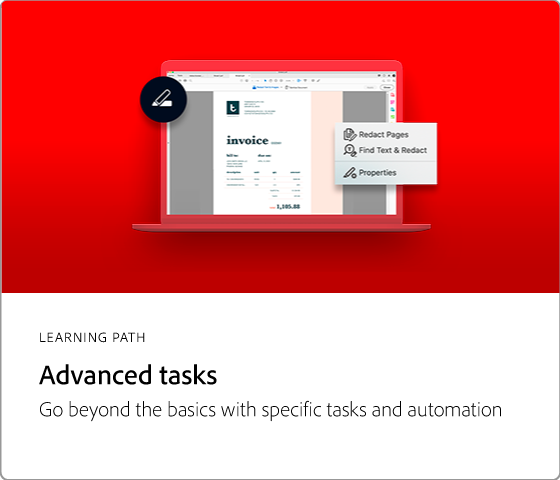 invoice
Redact Pages
Find Text & Redact
Properties
1,185.88
LEARNING PATH
Advanced tasks
Go beyond the basics with specific tasks and automation